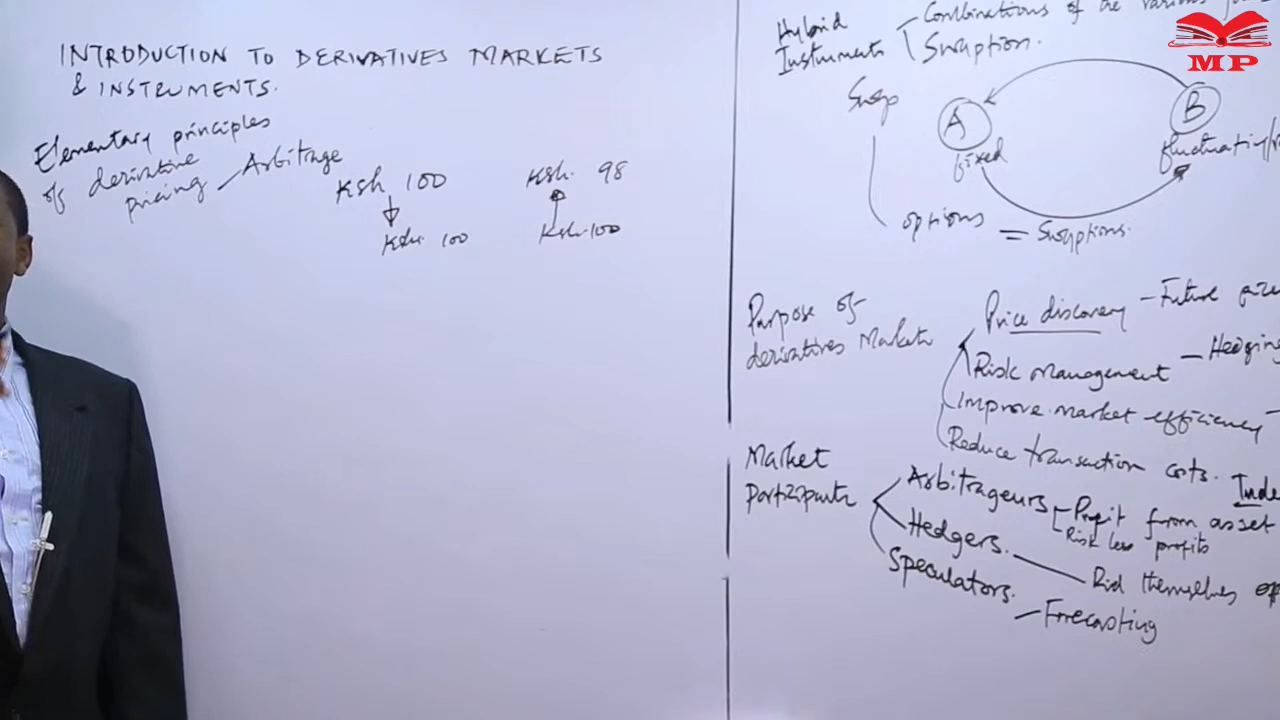 INTRODUCTION TO DERIVATIVES MARKETS
& INSTRUMENTS.
Elementary principles
of derivative
pricing
Arbitrage
Ksh 100
Ksh. 100
Ksh. 98
Ksh. 100
Hybrid
Instruments
Combinations of the various
Swaption.
Swap
A
fixed
B
fluctuating/
options = Swaptions.
Purpose of
derivatives Markets
Price discovery - Future
Risk management - Hedging
Improve market efficiency -
Reduce transaction costs.
Market
participants
Arbitrageurs
Profit from asset
Risk less profits
Hedgers.
Rid themselves of
Speculators.
- Forecasting
MP